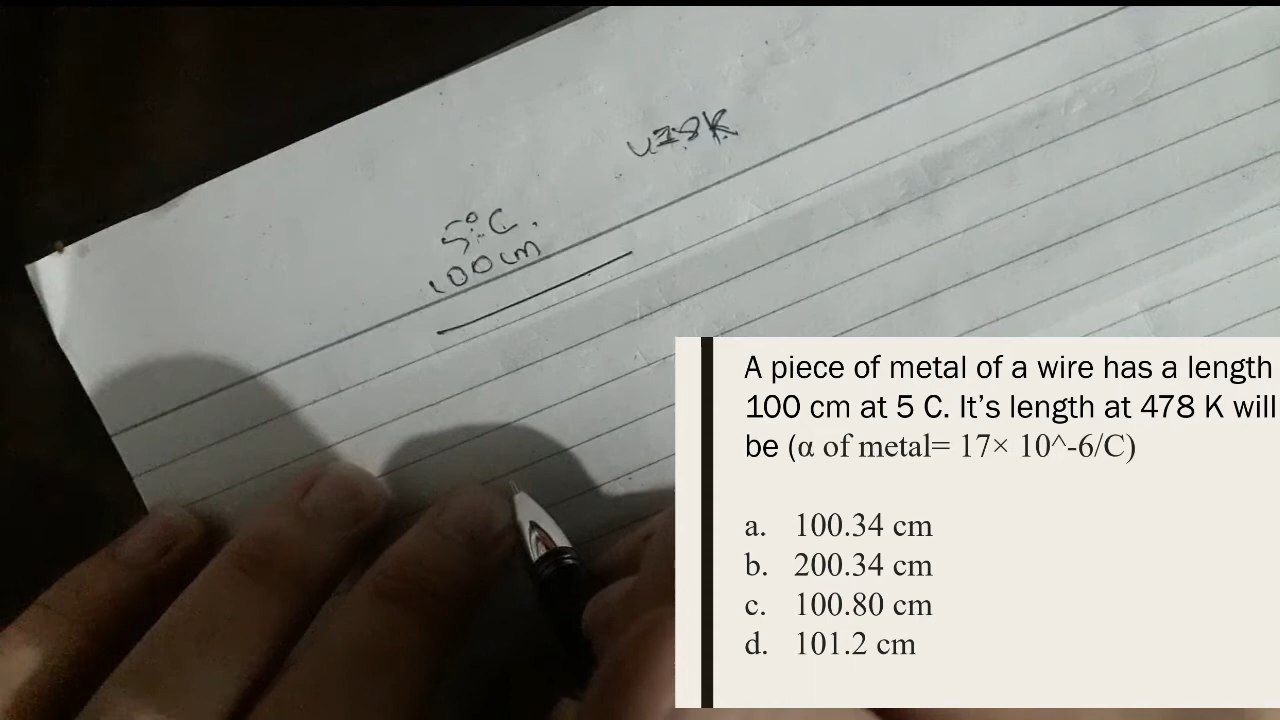 478K
5°C.
100cm
A piece of metal of a wire has a length
100 cm at 5 C. It’s length at 478 K will
be (α of metal= 17× 10^-6/C)
a. 100.34 cm
b. 200.34 cm
c. 100.80 cm
d. 101.2 cm